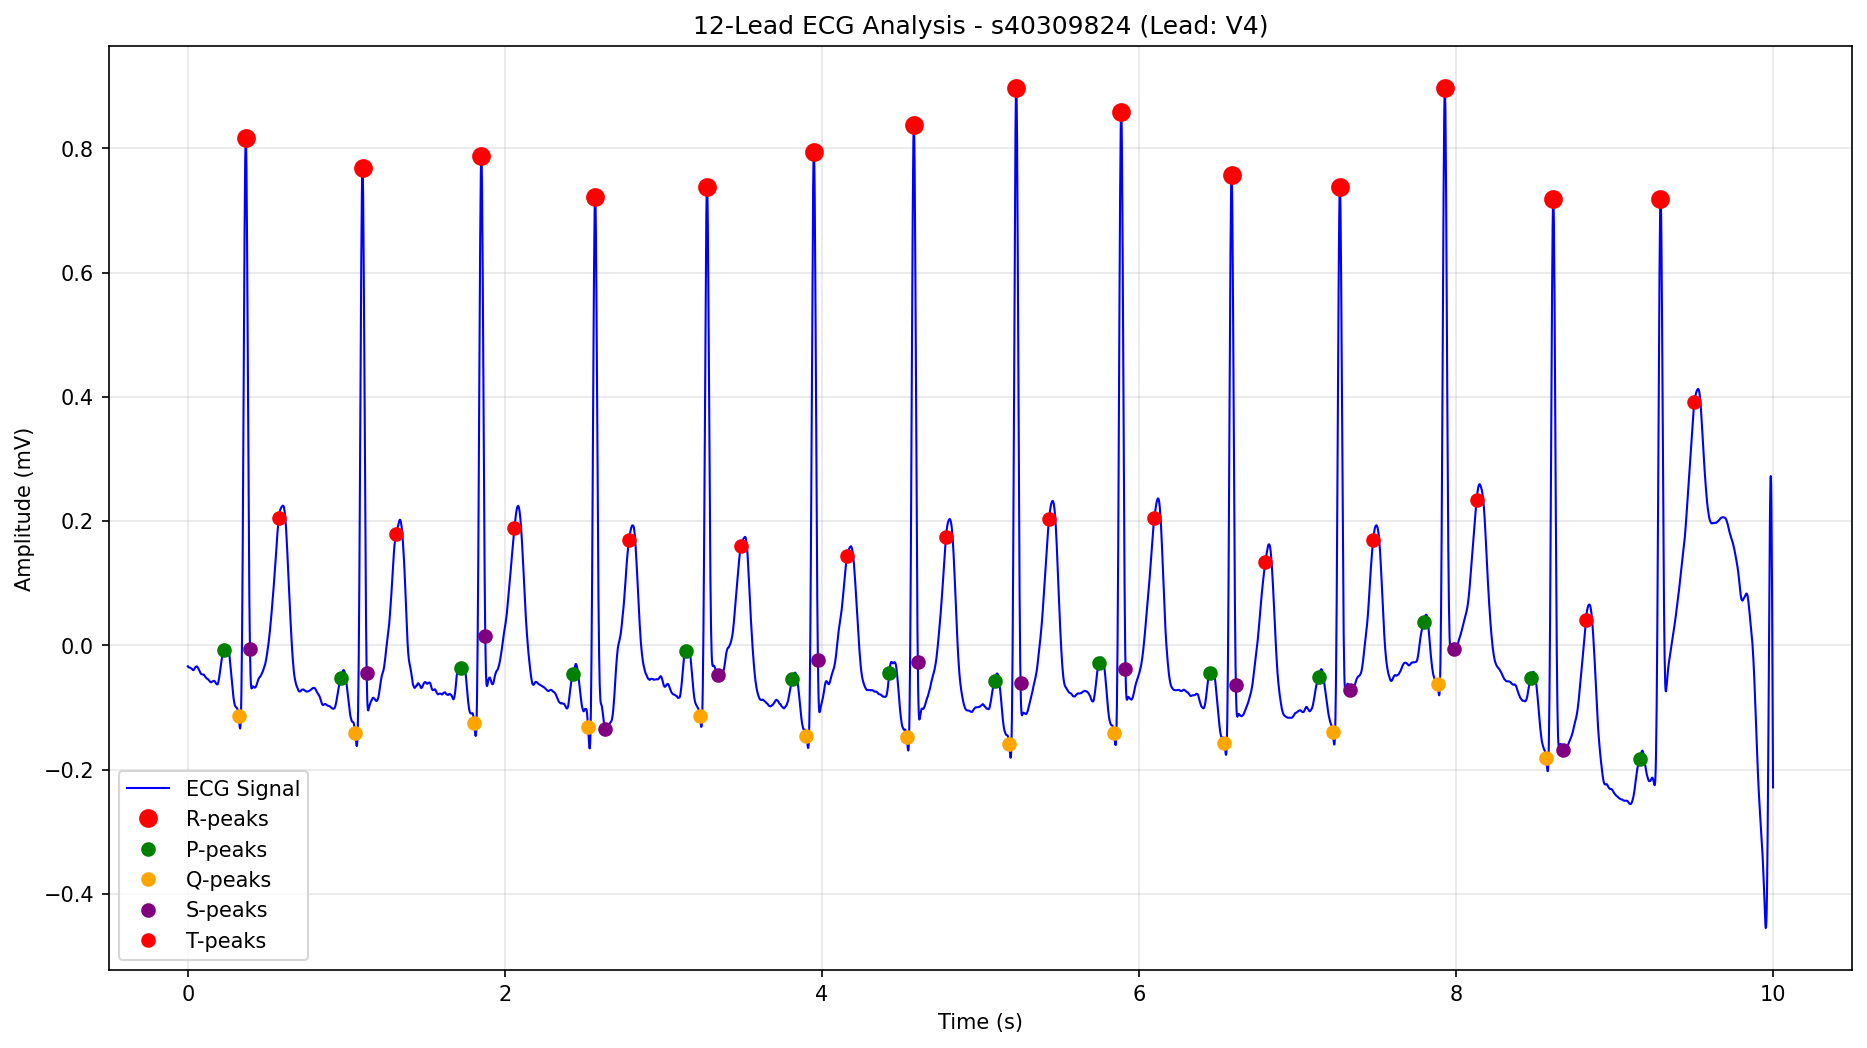 12-Lead ECG Analysis - s40309824 (Lead: V4)
Amplitude (mV)
0.8
0.6
0.4
0.2
0.0
−0.2
−0.4
ECG Signal
R-peaks
P-peaks
Q-peaks
S-peaks
T-peaks
0 2 4 6 8 10
Time (s)